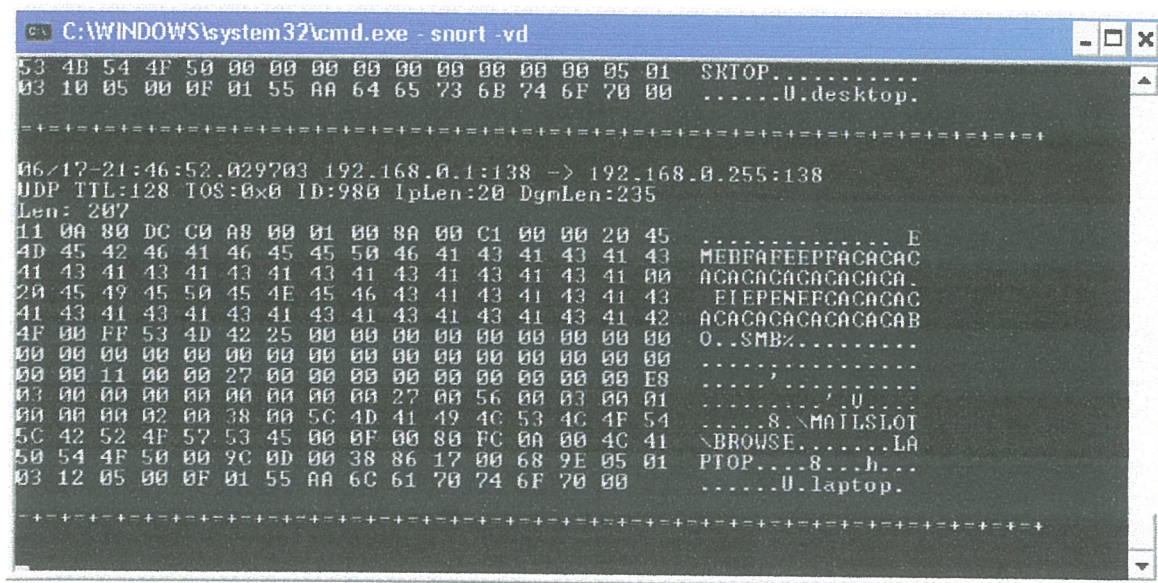 C:\WINDOWS\system32\cmd.exe - snort -vd
53 4B 54 4F 50 00 00 00 00 00 00 00 00 00 05 01 SKTOP...........
03 10 05 00 0F 01 55 AA 64 65 73 6B 74 6F 70 00 ......U.desktop.
=+=+=+=+=+=+=+=+=+=+=+=+=+=+=+=+=+=+=+=+=+=+=+=+=+=+=+=+=+=+=+=+=+=+=+=+=+
06/17-21:46:52.029703 192.168.0.1:138 -> 192.168.0.255:138
UDP TTL:128 TOS:0x0 ID:980 IpLen:20 DgmLen:235
Len: 207
11 0A 80 DC C0 A8 00 01 00 8A 00 C1 00 00 20 45 .............. E
4D 45 42 46 41 46 45 45 50 46 41 43 41 43 41 43 MEBFAFEEPFACACAC
41 43 41 43 41 43 41 43 41 43 41 43 41 43 41 00 ACACACACACACACA.
20 45 49 45 50 45 4E 45 46 43 41 43 41 43 41 43 EIEPENEFCACACAC
41 43 41 43 41 43 41 43 41 43 41 43 41 43 41 42 ACACACACACACACAB
4F 00 FF 53 4D 42 25 00 00 00 00 00 00 00 00 00 O..SMB%.........
00 00 00 00 00 00 00 00 00 00 00 00 00 00 00 00 ................
00 00 11 00 00 27 00 00 00 00 00 00 00 00 00 E8 .....'..........
03 00 00 00 00 00 00 00 00 27 00 56 00 03 00 01 .........'.V....
00 00 00 02 00 38 00 5C 4D 41 49 4C 53 4C 4F 54 .....8.\MAILSLOT
5C 42 52 4F 57 53 45 00 0F 00 80 FC 0A 00 4C 41 \BROWSE.......LA
50 54 4F 50 00 9C 0D 00 38 86 17 00 68 9E 05 01 PTOP....8...h...
03 12 05 00 0F 01 55 AA 6C 61 70 74 6F 70 00 ......U.laptop.
=+=+=+=+=+=+=+=+=+=+=+=+=+=+=+=+=+=+=+=+=+=+=+=+=+=+=+=+=+=+=+=+=+=+=+=+=+